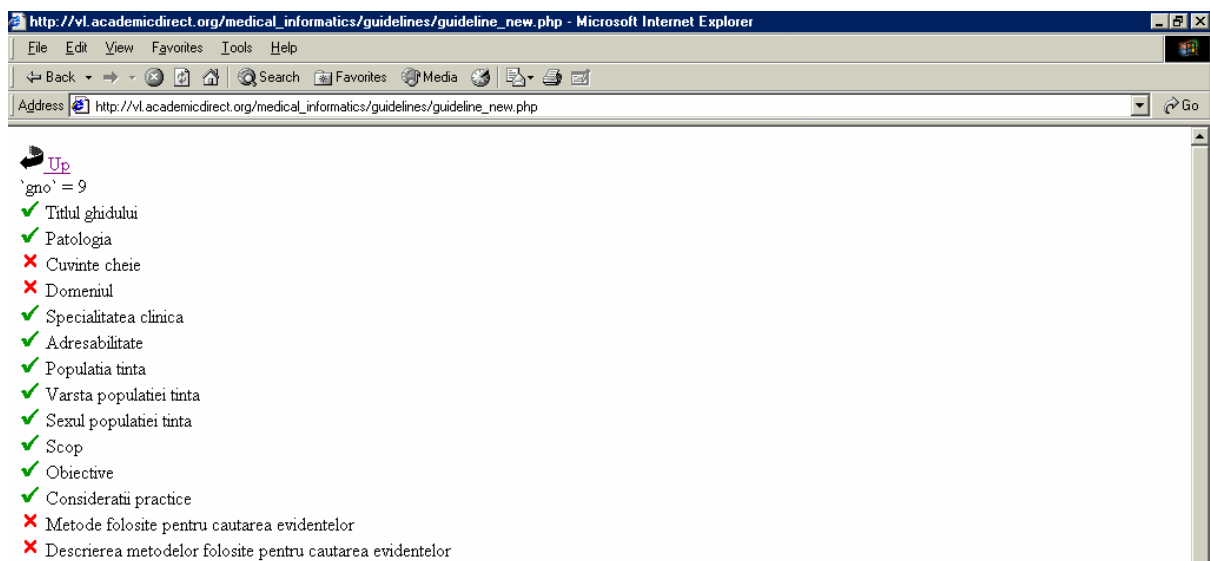 http://vl.academicdirect.org/medical_informatics/guidelines/guideline_new.php - Microsoft Internet Explorer
File Edit View Favorites Tools Help
Back Search Favorites Media
Address http://vl.academicdirect.org/medical_informatics/guidelines/guideline_new.php Go
Up
`gno` = 9
Titlul ghidului
Patologia
Cuvinte cheie
Domeniul
Specialitatea clinica
Adresabilitate
Populatia tinta
Varsta populatiei tinta
Sexul populatiei tinta
Scop
Obiective
Consideratii practice
Metode folosite pentru cautarea evidentelor
Descrierea metodelor folosite pentru cautarea evidentelor